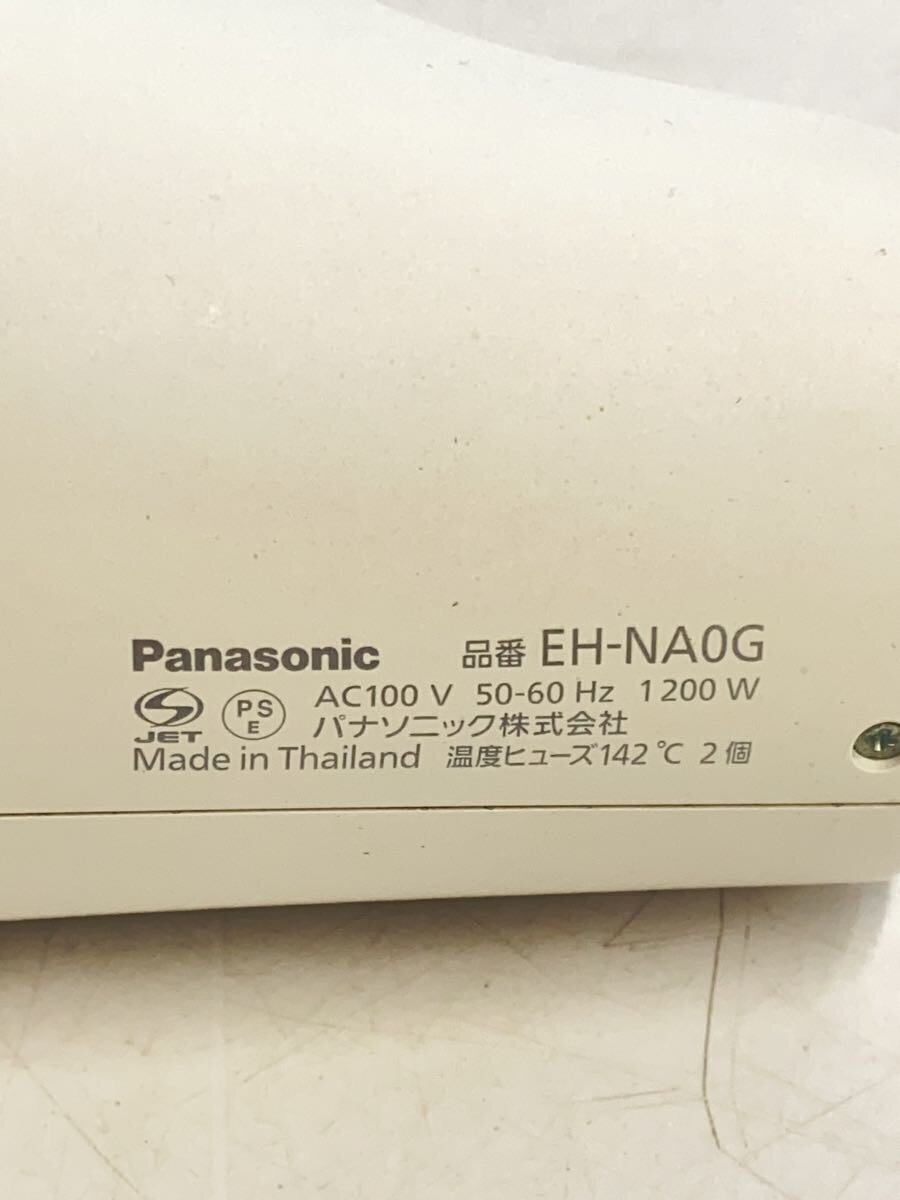 Panasonic 品番 EH-NA0G
JET PSE AC100 V 50-60 Hz 1200 W
パナソニック株式会社
Made in Thailand 温度ヒューズ142℃ 2個